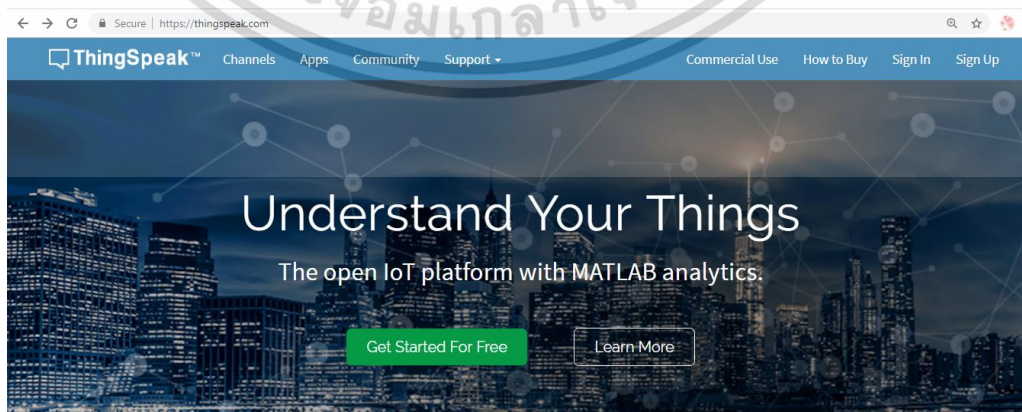 Secure | https://thingspeak.com
ThingSpeak™ Channels Apps Community Support Commercial Use How to Buy Sign In Sign Up
Understand Your Things
The open IoT platform with MATLAB analytics.
Get Started For Free Learn More